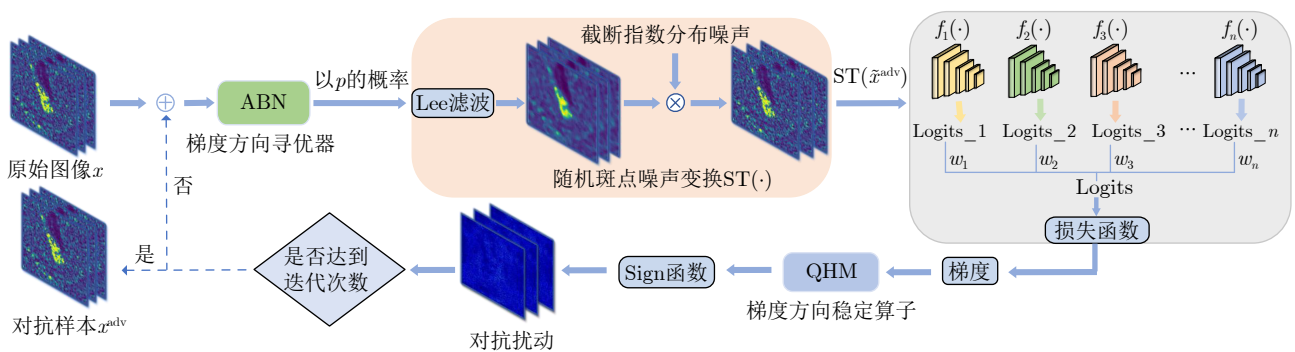 截断指数分布噪声
f₁(·) f₂(·) f₃(·) fₙ(·)
以p的概率
ST(x̃ᵃᵈᵛ)
ABN
Lee滤波
···
梯度方向寻优器
Logits_1 Logits_2 Logits_3 ··· Logits_n
原始图像x
随机斑点噪声变换ST(·)
w₁ w₂ w₃ wₙ
否
Logits
损失函数
是
是否达到
迭代次数
Sign函数
QHM
梯度
梯度方向稳定算子
对抗样本xᵃᵈᵛ
对抗扰动